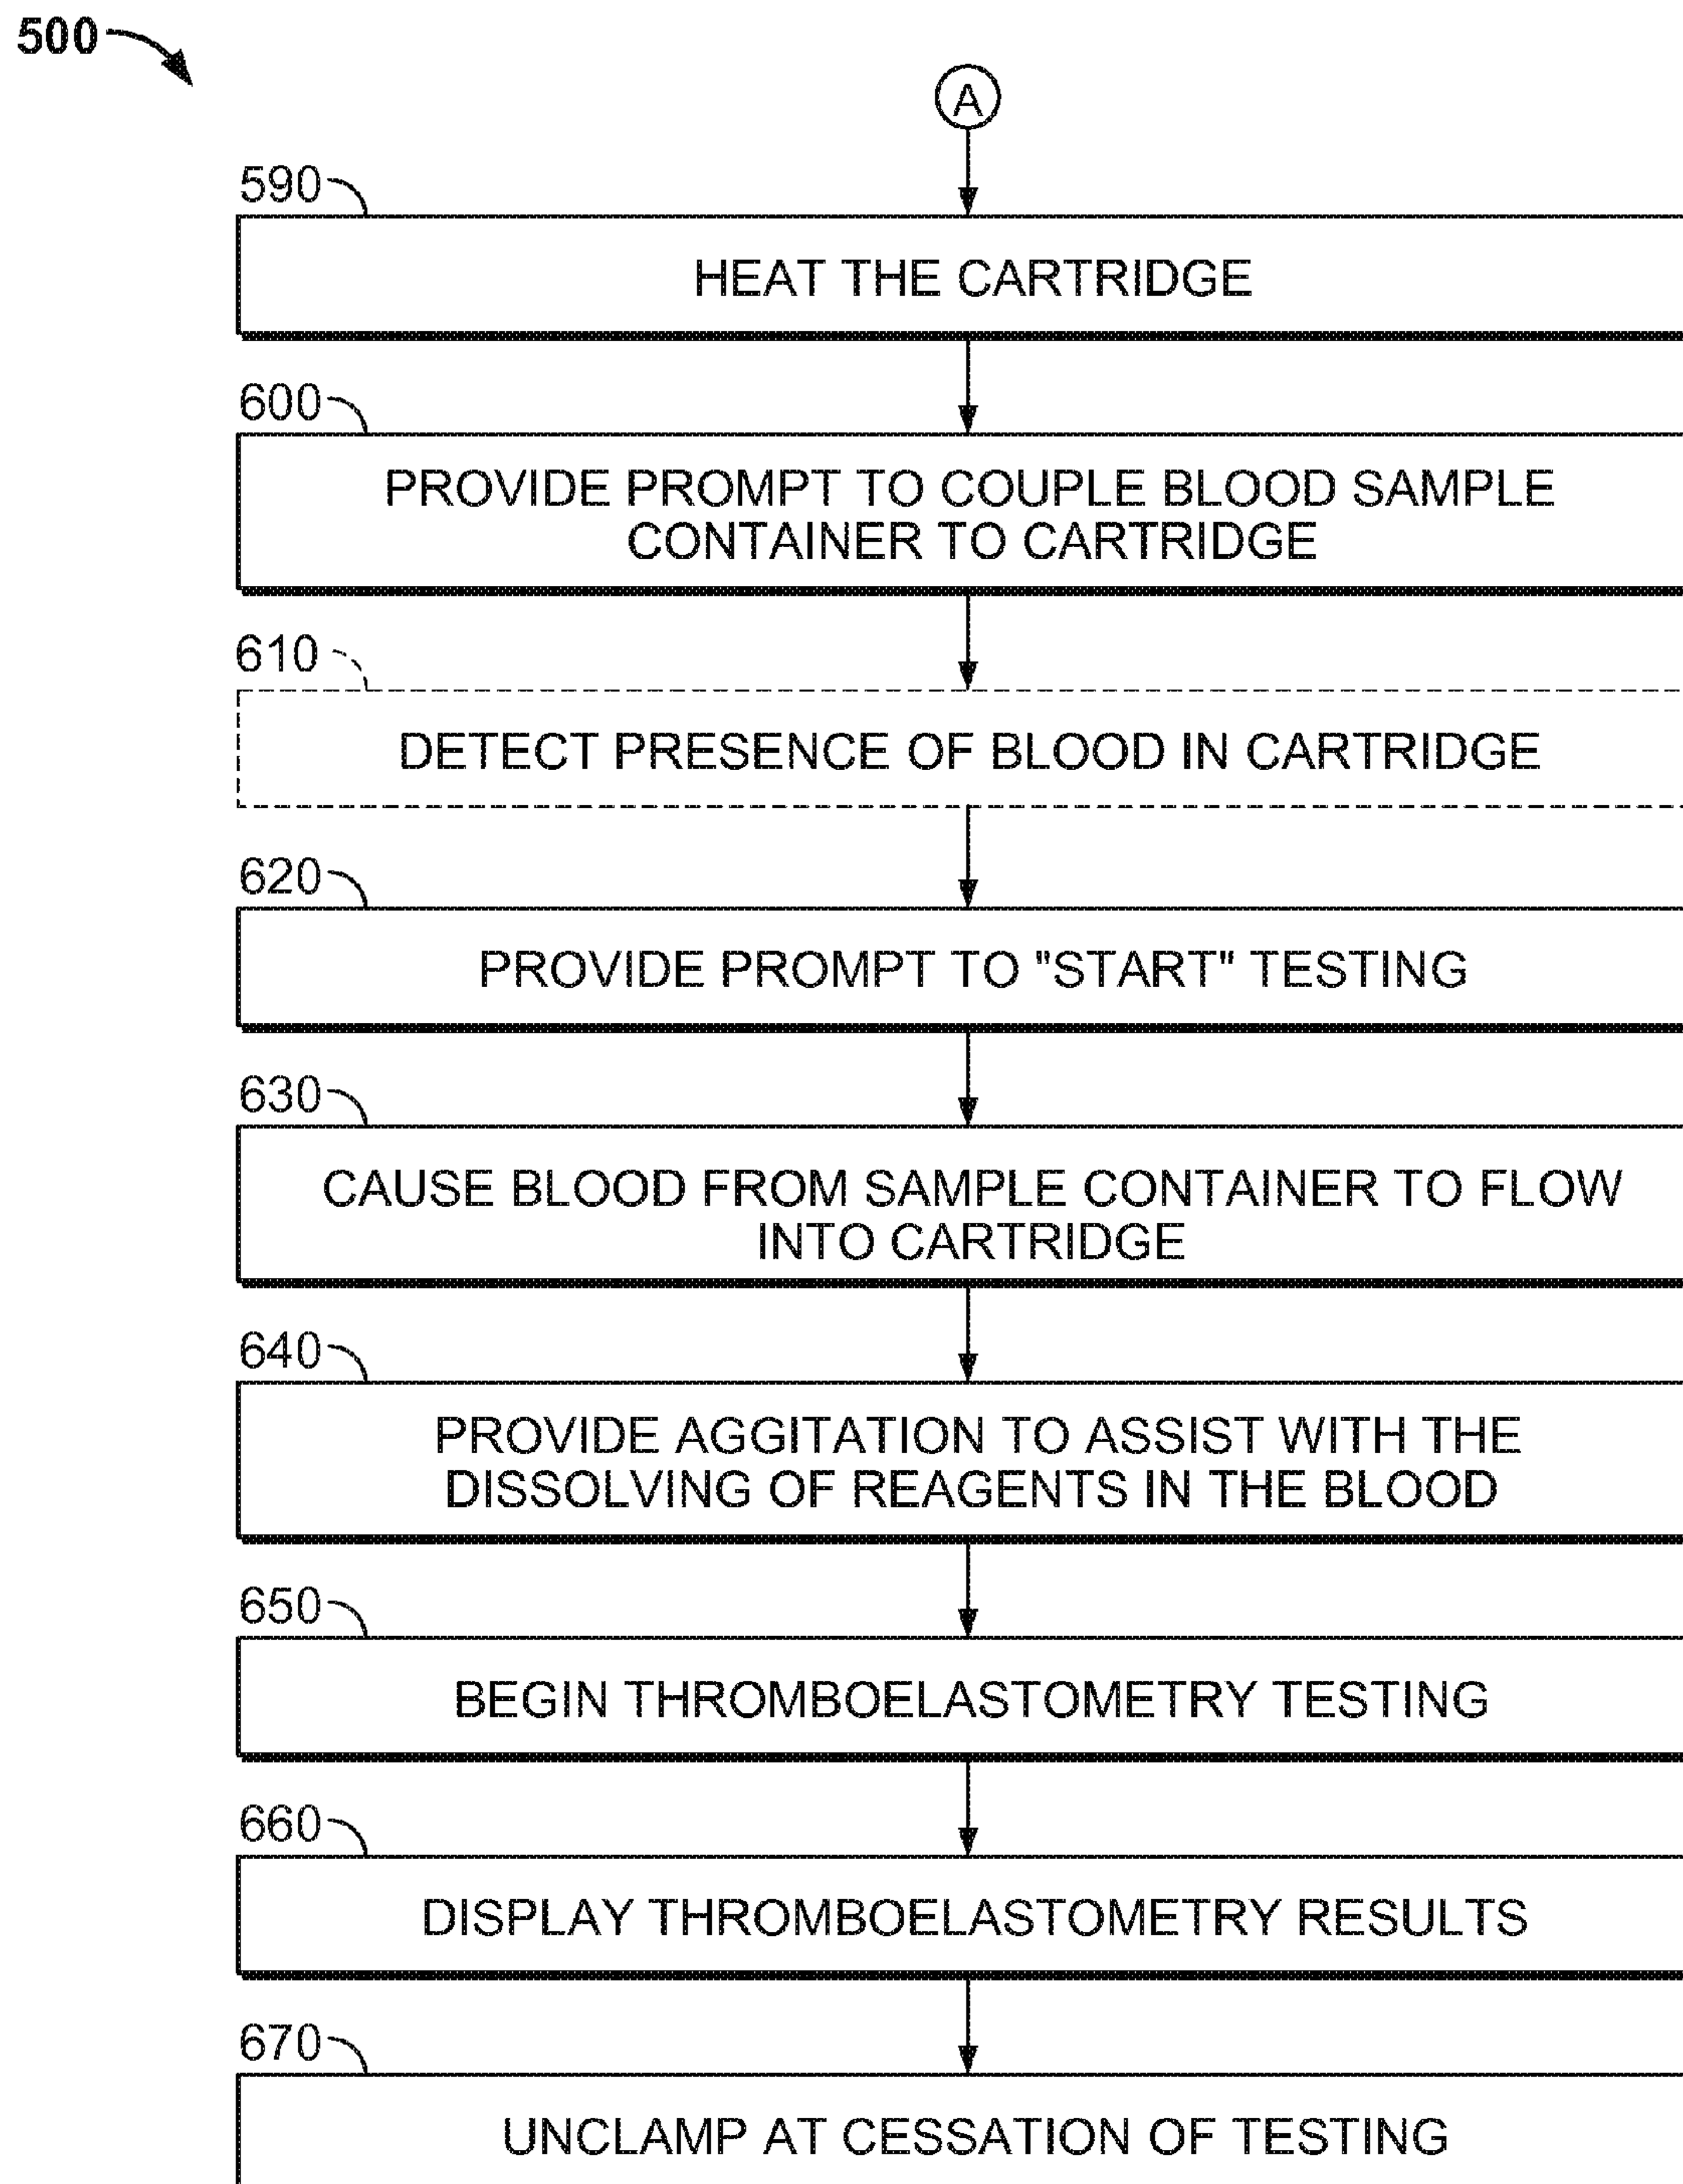 500
A
590
HEAT THE CARTRIDGE
600
PROVIDE PROMPT TO COUPLE BLOOD SAMPLE
CONTAINER TO CARTRIDGE
610
DETECT PRESENCE OF BLOOD IN CARTRIDGE
620
PROVIDE PROMPT TO "START" TESTING
630
CAUSE BLOOD FROM SAMPLE CONTAINER TO FLOW
INTO CARTRIDGE
640
PROVIDE AGGITATION TO ASSIST WITH THE
DISSOLVING OF REAGENTS IN THE BLOOD
650
BEGIN THROMBOELASTOMETRY TESTING
660
DISPLAY THROMBOELASTOMETRY RESULTS
670
UNCLAMP AT CESSATION OF TESTING